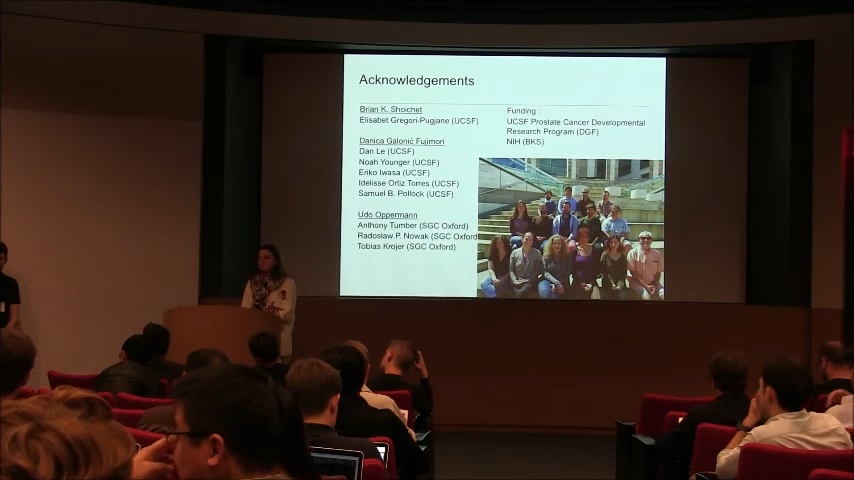 Acknowledgements
Brian K. Shoichet
Elisabet Gregori-Pugjane (UCSF)
Danica Galonić Fujimori
Dan Le (UCSF)
Noah Younger (UCSF)
Eriko Iwasa (UCSF)
Idelisse Ortiz Torres (UCSF)
Samuel B. Pollock (UCSF)
Udo Oppermann
Anthony Tumber (SGC Oxford)
Radosław P. Nowak (SGC Oxford)
Tobias Krojer (SGC Oxford)
Funding :
UCSF Prostate Cancer Developmental
Research Program (DGF)
NIH (BKS)